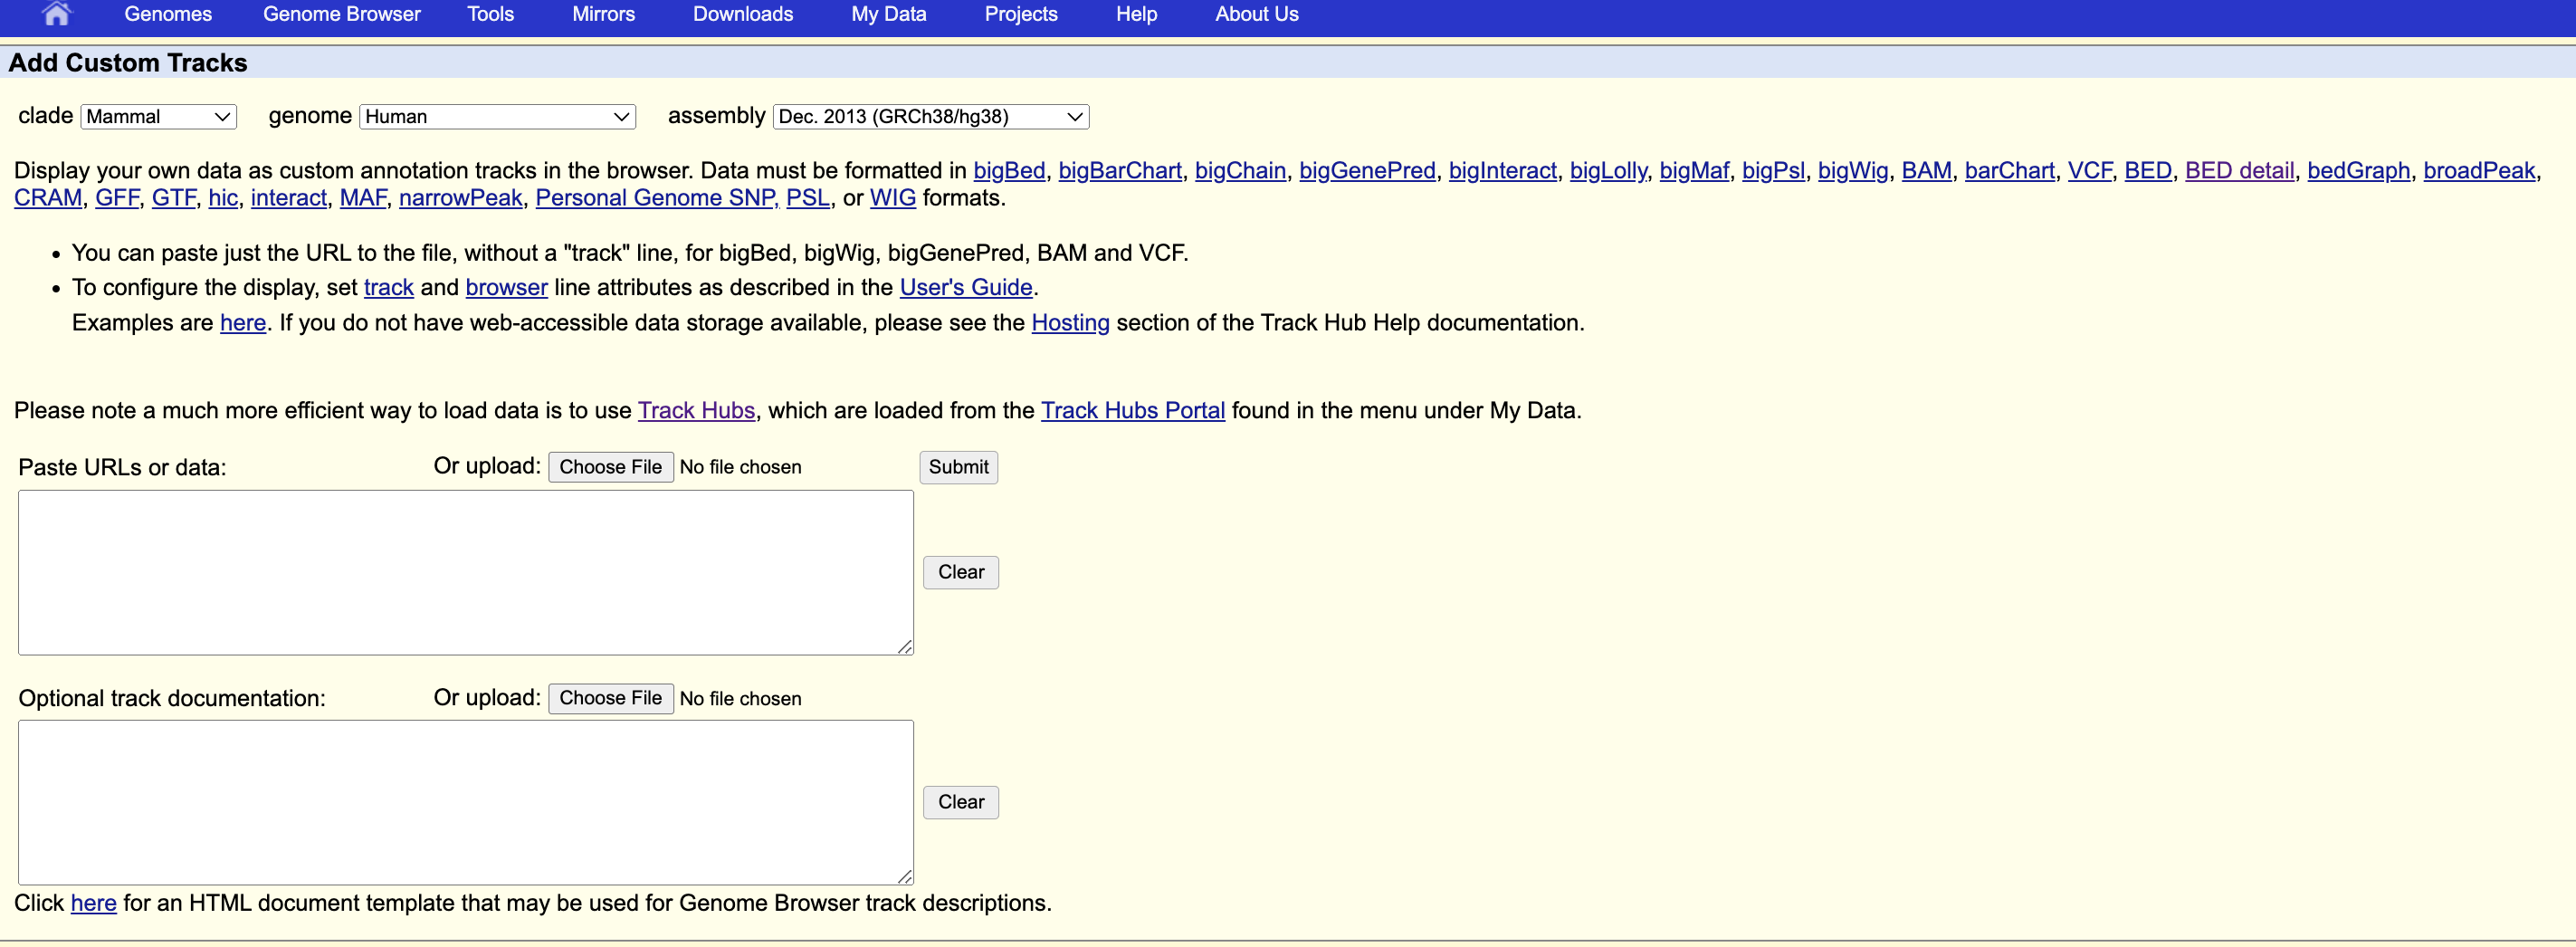 Genomes Genome Browser Tools Mirrors Downloads My Data Projects Help About Us
Add Custom Tracks
clade Mammal genome Human assembly Dec. 2013 (GRCh38/hg38)
Display your own data as custom annotation tracks in the browser. Data must be formatted in bigBed, bigBarChart, bigChain, bigGenePred, bigInteract, bigLolly, bigMaf, bigPsl, bigWig, BAM, barChart, VCF, BED, BED detail, bedGraph, broadPeak,
CRAM, GFF, GTF, hic, interact, MAF, narrowPeak, Personal Genome SNP, PSL, or WIG formats.
• You can paste just the URL to the file, without a "track" line, for bigBed, bigWig, bigGenePred, BAM and VCF.
• To configure the display, set track and browser line attributes as described in the User's Guide.
Examples are here. If you do not have web-accessible data storage available, please see the Hosting section of the Track Hub Help documentation.
Please note a much more efficient way to load data is to use Track Hubs, which are loaded from the Track Hubs Portal found in the menu under My Data.
Paste URLs or data: Or upload: Choose File No file chosen Submit
Clear
Optional track documentation: Or upload: Choose File No file chosen
Clear
Click here for an HTML document template that may be used for Genome Browser track descriptions.